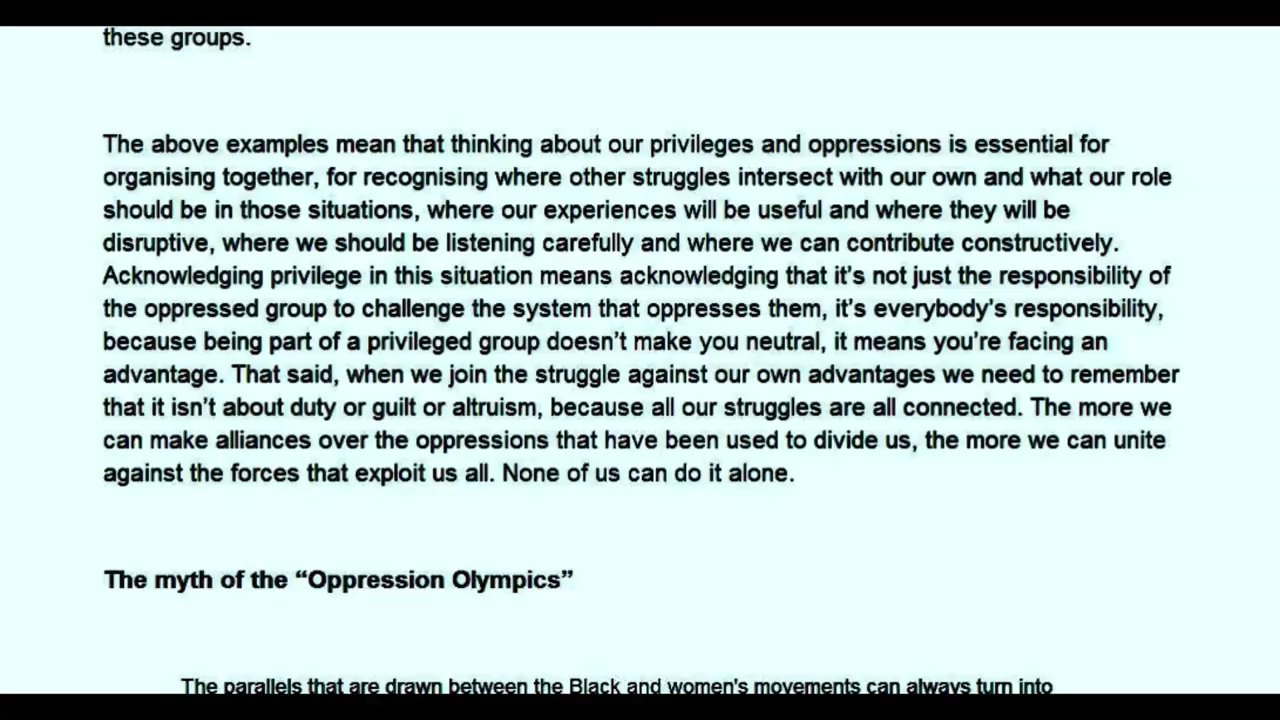 these groups.
The above examples mean that thinking about our privileges and oppressions is essential for
organising together, for recognising where other struggles intersect with our own and what our role
should be in those situations, where our experiences will be useful and where they will be
disruptive, where we should be listening carefully and where we can contribute constructively.
Acknowledging privilege in this situation means acknowledging that it’s not just the responsibility of
the oppressed group to challenge the system that oppresses them, it’s everybody’s responsibility,
because being part of a privileged group doesn’t make you neutral, it means you’re facing an
advantage. That said, when we join the struggle against our own advantages we need to remember
that it isn’t about duty or guilt or altruism, because all our struggles are all connected. The more we
can make alliances over the oppressions that have been used to divide us, the more we can unite
against the forces that exploit us all. None of us can do it alone.
The myth of the “Oppression Olympics”
The parallels that are drawn between the Black and women's movements can always turn into